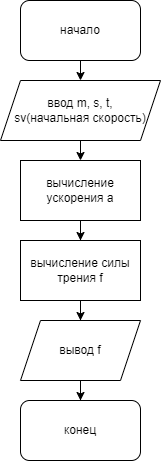 начало
ввод m, s, t,
sv(начальная скорость)
вычисление
ускорения a
вычисление силы
трения f
вывод f
конец